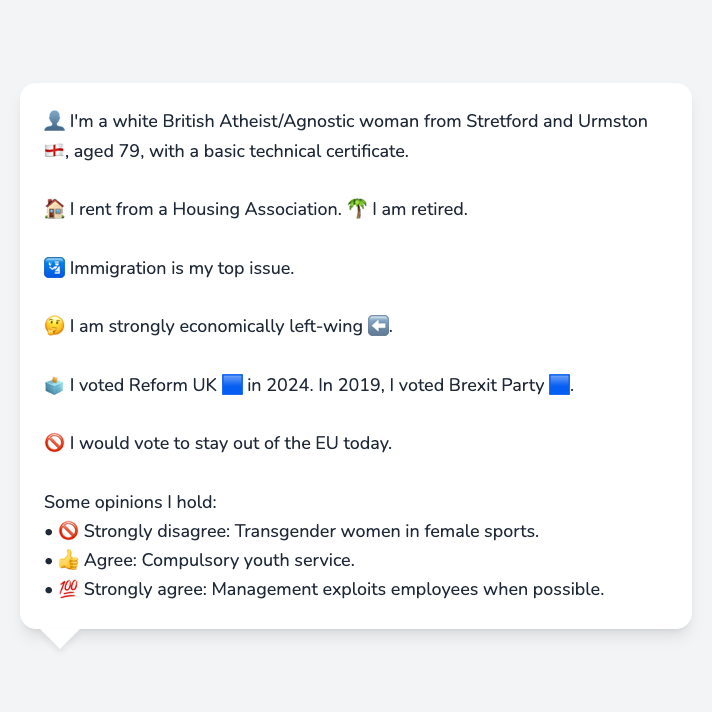 👤 I'm a white British Atheist/Agnostic woman from Stretford and Urmston
🏴󠁧󠁢󠁥󠁮󠁧󠁿, aged 79, with a basic technical certificate.
🏠 I rent from a Housing Association. 🌴 I am retired.
🛂 Immigration is my top issue.
🤔 I am strongly economically left-wing ⬅️.
🗳️ I voted Reform UK 🟦 in 2024. In 2019, I voted Brexit Party 🟦.
🚫 I would vote to stay out of the EU today.
Some opinions I hold:
• 🚫 Strongly disagree: Transgender women in female sports.
• 👍 Agree: Compulsory youth service.
• 💯 Strongly agree: Management exploits employees when possible.